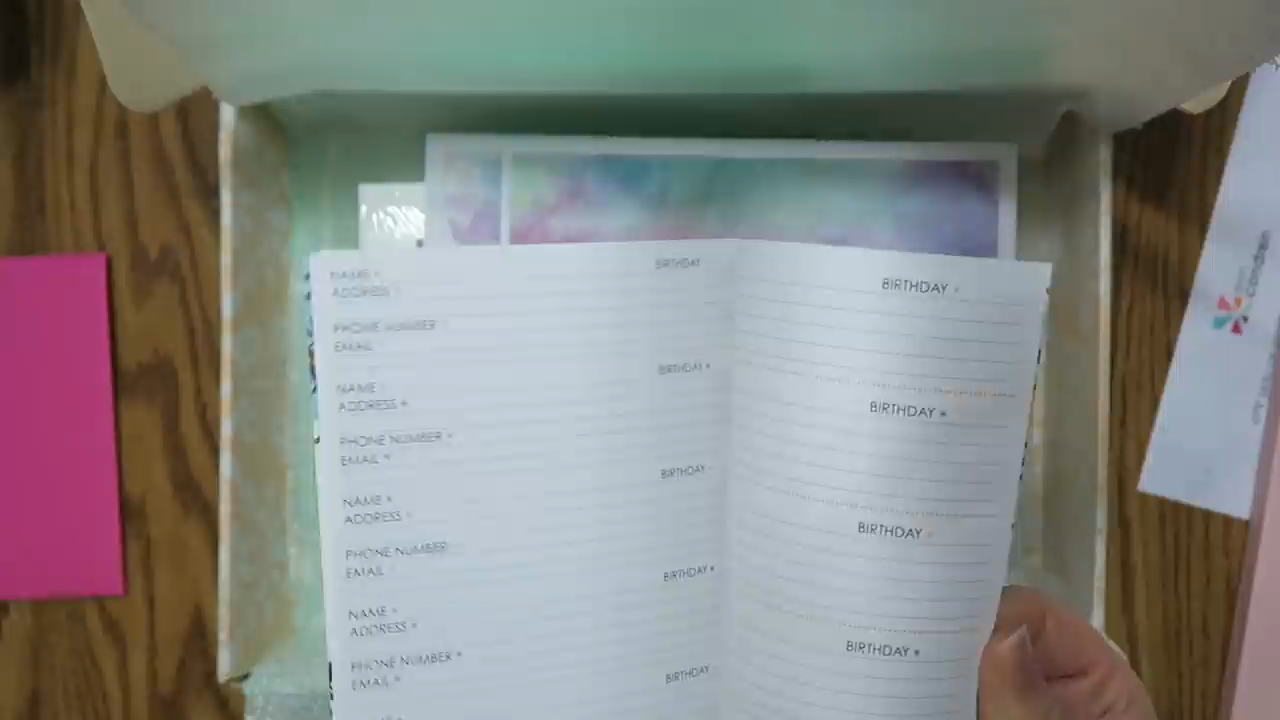 NAME * BIRTHDAY
ADDRESS *
PHONE NUMBER
EMAIL
BIRTHDAY *
NAME
ADDRESS *
PHONE NUMBER *
EMAIL *
BIRTHDAY
NAME *
ADDRESS
PHONE NUMBER
EMAIL
BIRTHDAY *
NAME *
ADDRESS *
PHONE NUMBER *
EMAIL *
BIRTHDAY
BIRTHDAY *
BIRTHDAY *
BIRTHDAY
BIRTHDAY *
condren